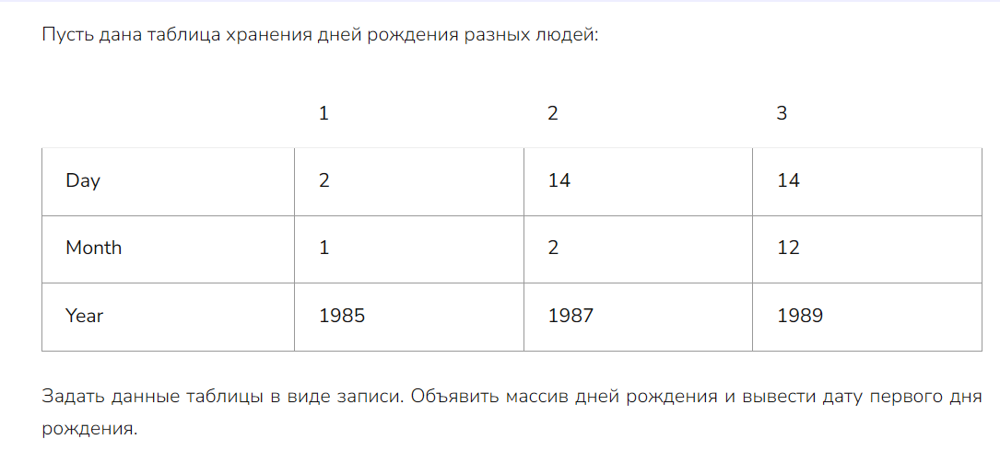 Пусть дана таблица хранения дней рождения разных людей:
1 2 3
Day 2 14 14
Month 1 2 12
Year 1985 1987 1989
Задать данные таблицы в виде записи. Объявить массив дней рождения и вывести дату первого дня
рождения.